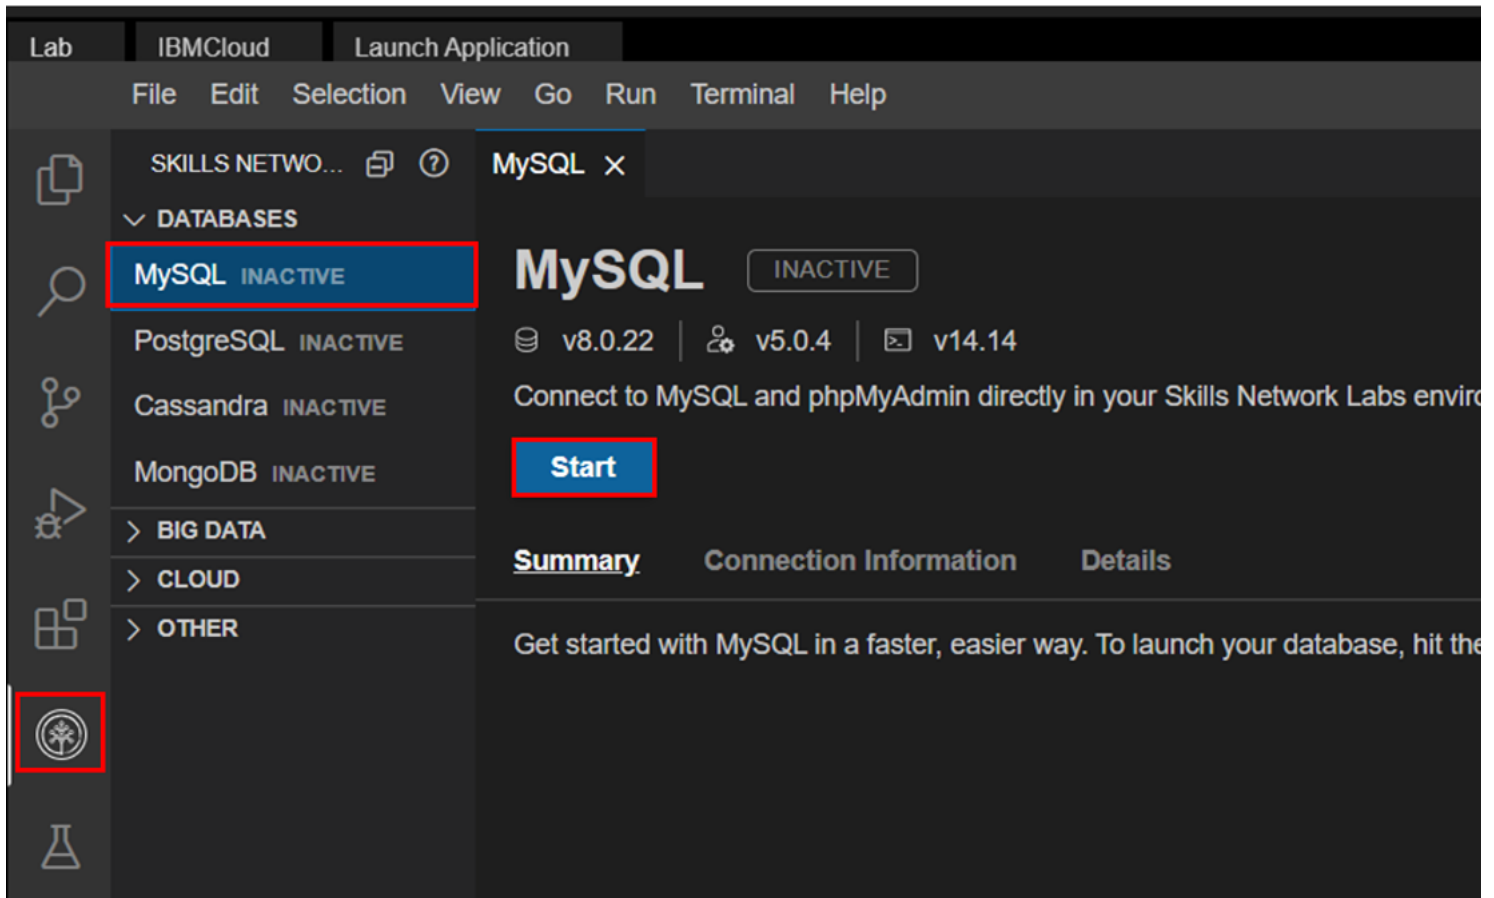 Lab IBMCloud Launch Application
File Edit Selection View Go Run Terminal Help
SKILLS NETWO...
MySQL
DATABASES
MySQL INACTIVE
PostgreSQL INACTIVE
Cassandra INACTIVE
MongoDB INACTIVE
BIG DATA
CLOUD
OTHER
MySQL INACTIVE
v8.0.22 v5.0.4 v14.14
Connect to MySQL and phpMyAdmin directly in your Skills Network Labs enviro
Start
Summary Connection Information Details
Get started with MySQL in a faster, easier way. To launch your database, hit the